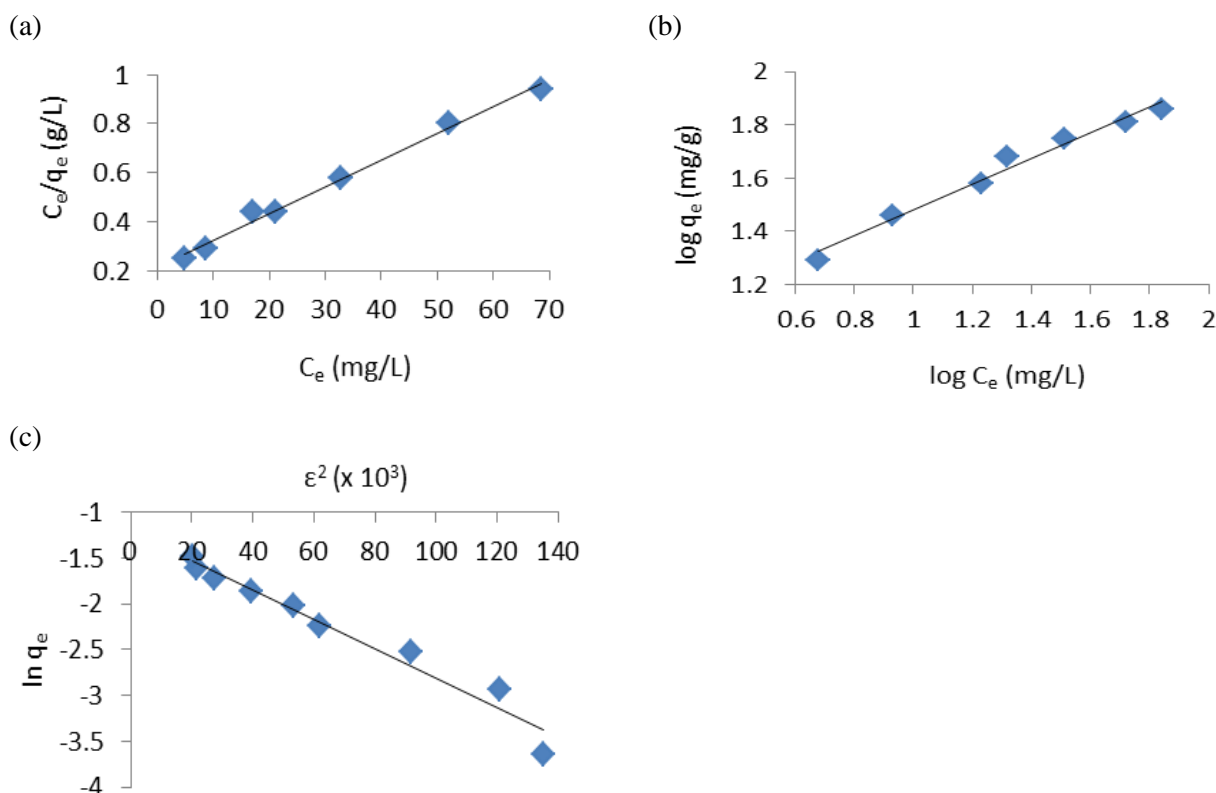 (a)
1
0.8
0.6
0.4
0.2
0 10 20 30 40 50 60 70
Cₑ/qₑ (g/L)
Cₑ (mg/L)
(b)
2
1.8
1.6
1.4
1.2
0.6 0.8 1 1.2 1.4 1.6 1.8 2
log qₑ (mg/g)
log Cₑ (mg/L)
(c)
ε² (x 10³)
-1
0 20 40 60 80 100 120 140
-1.5
-2
-2.5
-3
-3.5
-4
ln qₑ